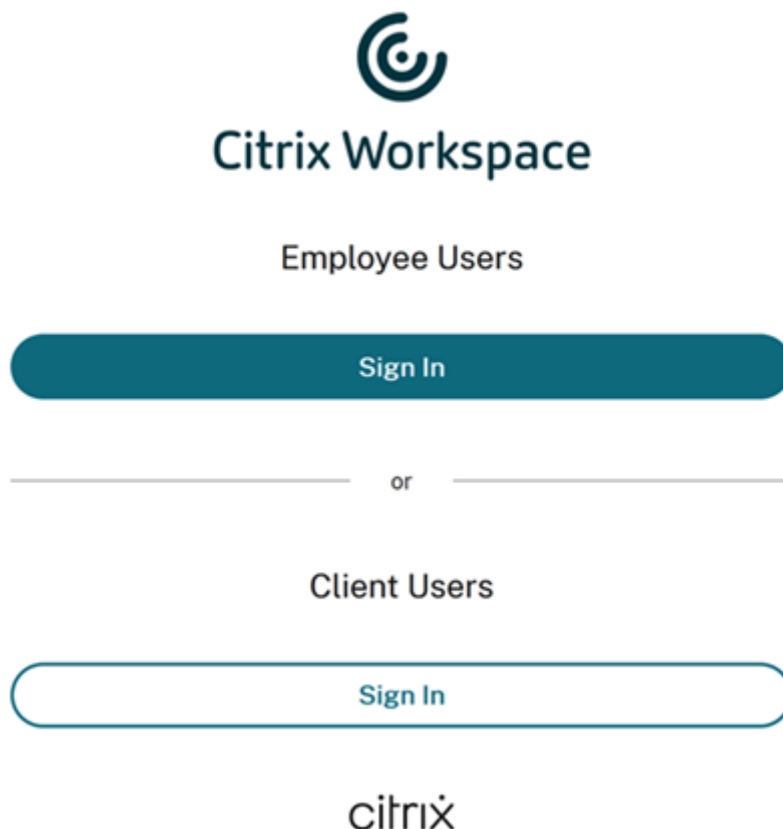 Citrix Workspace
Employee Users
Sign In
or
Client Users
Sign In
citrix